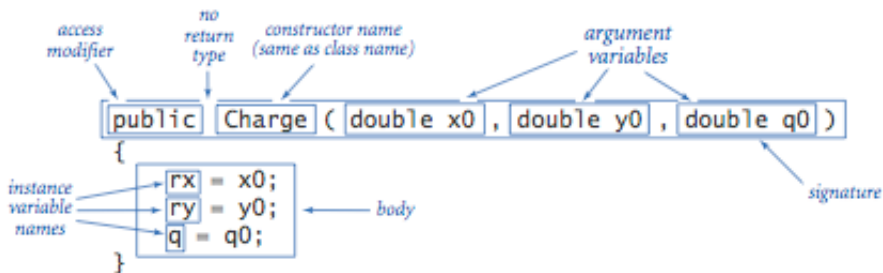 access
modifier
no
return
type
constructor name
(same as class name)
argument
variables
public Charge ( double x0 , double y0 , double q0 )
{
instance
variable
names
rx = x0;
ry = y0;
q = q0;
body
signature
}